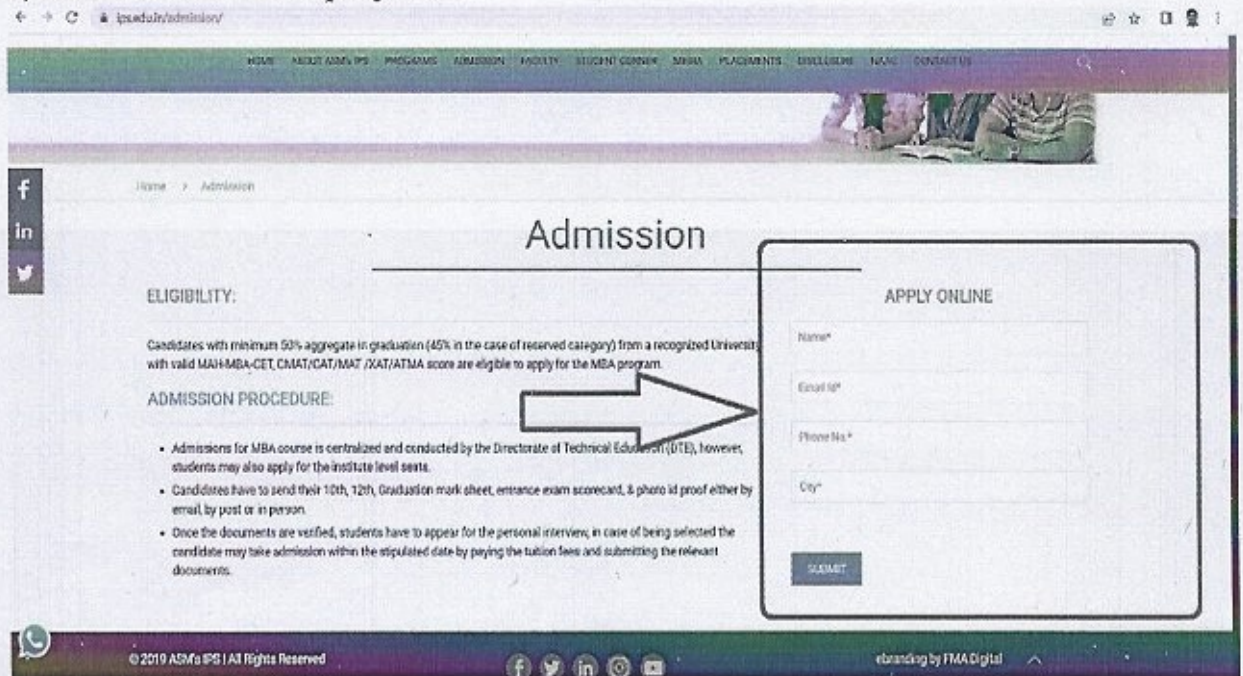 ips.edu.in/admission/
HOME ABOUT ASM's IPS PROGRAMS ADMISSION FACULTY STUDENT CORNER MEDIA PLACEMENTS DISCLOSURE NAAC CONTACT US
Home > Admission
f
in
Admission
ELIGIBILITY:
Candidates with minimum 50% aggregate in graduation (45% in the case of reserved category) from a recognized University
with valid MAH-MBA-CET, CMAT/CAT/MAT /XAT/ATMA score are eligible to apply for the MBA program.
ADMISSION PROCEDURE:
• Admissions for MBA course is centralized and conducted by the Directorate of Technical Education (DTE), however,
students may also apply for the institute level seats.
• Candidates have to send their 10th, 12th, Graduation mark sheet, entrance exam scorecard, & photo id proof either by
email, by post or in person.
• Once the documents are verified, students have to appear for the personal interview, in case of being selected the
candidate may take admission within the stipulated date by paying the tuition fees and submitting the relevant
documents.
APPLY ONLINE
Name*
Email Id*
Phone No.*
City*
SUBMIT
© 2019 ASM's IPS | All Rights Reserved
f in
ebranding by FMA Digital